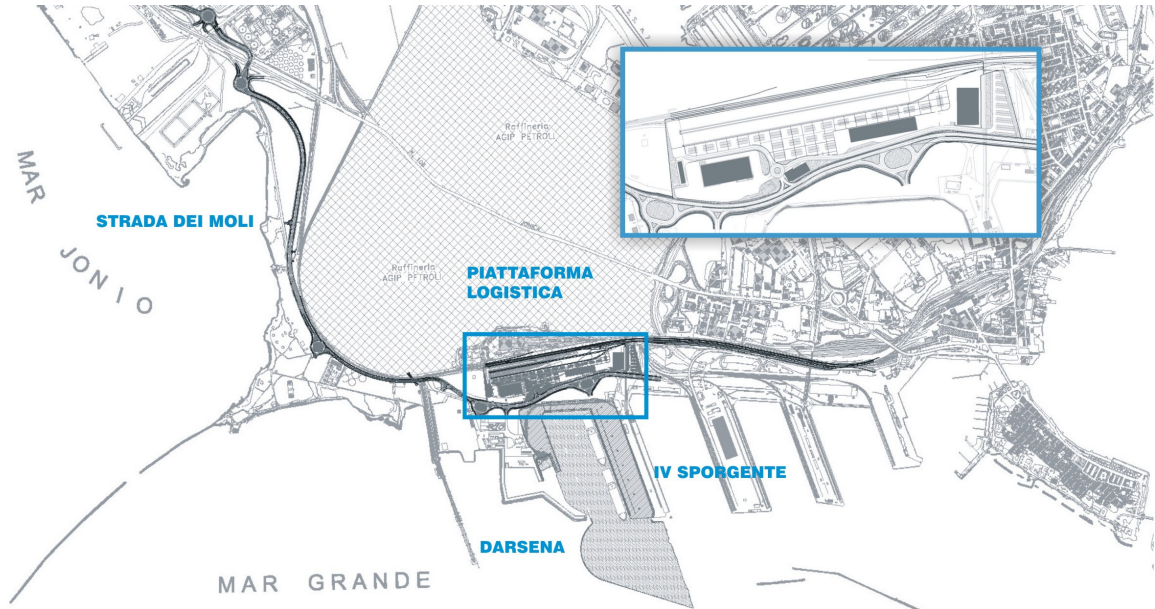 Raffineria
AGIP PETROLI
MAR
JONIO
STRADA DEI MOLI
Raffineria
AGIP PETROLI
PIATTAFORMA
LOGISTICA
IV SPORGENTE
DARSENA
MAR GRANDE